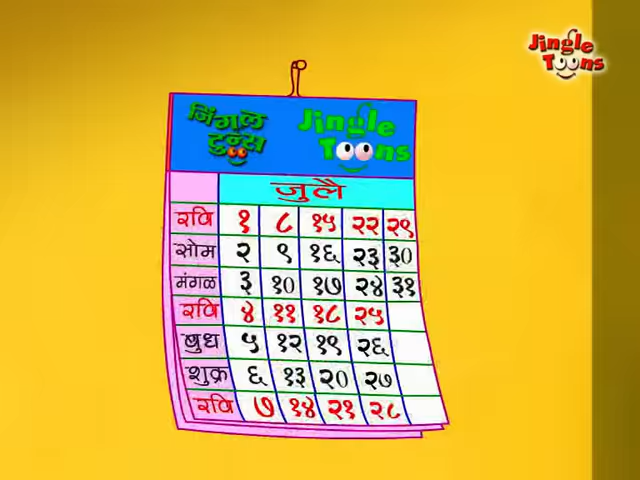 Jingle
Toons
जिंगल
टुन्स
Jingle
Toons
जुलै
रवि १ ८ १५ २२ २९
सोम २ ९ १६ २३ ३०
मंगळ ३ १० १७ २४ ३१
रवि ४ ११ १८ २५
बुध ५ १२ १९ २६
शुक्र ६ १३ २० २७
रवि ७ १४ २१ २८